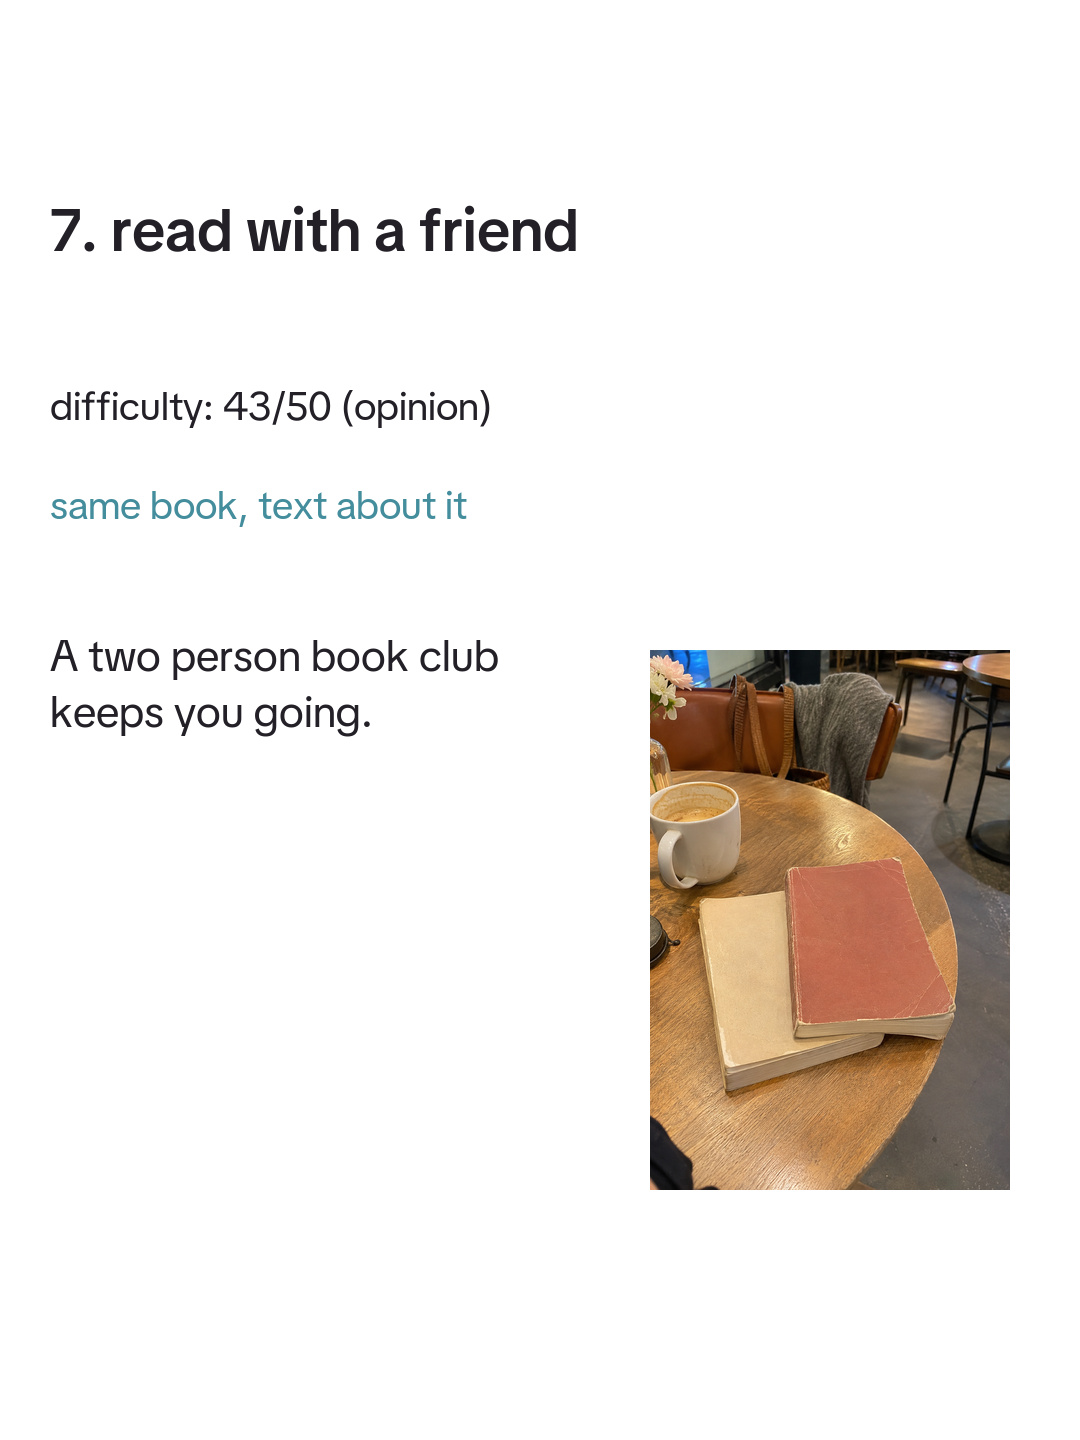 7. read with a friend
difficulty: 43/50 (opinion)
same book, text about it
A two person book club
keeps you going.